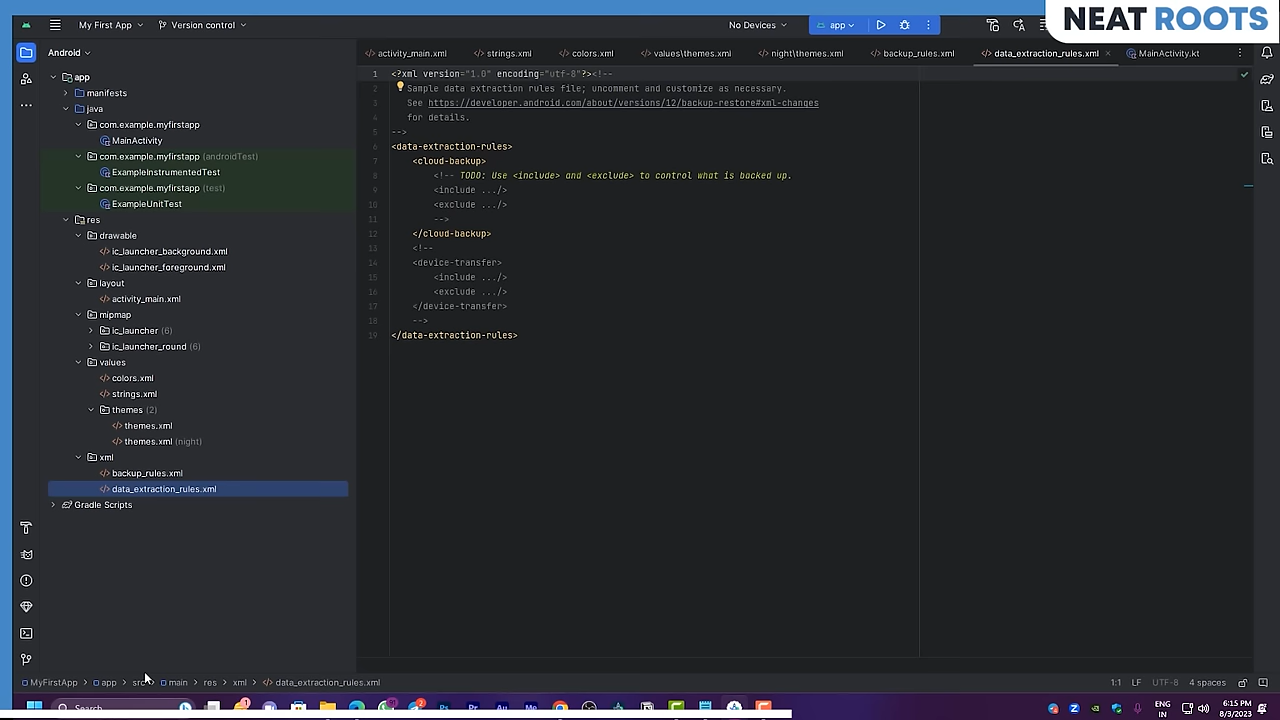 My First App
Version control
No Devices
app
NEAT ROOTS
Android
activity_main.xml
strings.xml
colors.xml
values\themes.xml
night\themes.xml
backup_rules.xml
data_extraction_rules.xml
MainActivity.kt
app
manifests
java
com.example.myfirstapp
MainActivity
com.example.myfirstapp (androidTest)
ExampleInstrumentedTest
com.example.myfirstapp (test)
ExampleUnitTest
res
drawable
ic_launcher_background.xml
ic_launcher_foreground.xml
layout
activity_main.xml
mipmap
ic_launcher (6)
ic_launcher_round (6)
values
colors.xml
strings.xml
themes (2)
themes.xml
themes.xml (night)
xml
backup_rules.xml
data_extraction_rules.xml
Gradle Scripts
1 <?xml version="1.0" encoding="utf-8"?><!--
2 Sample data extraction rules file; uncomment and customize as necessary.
3 See https://developer.android.com/about/versions/12/backup-restore#xml-changes
4 for details.
5 -->
6 <data-extraction-rules>
7 <cloud-backup>
8 <!-- TODO: Use <include> and <exclude> to control what is backed up.
9 <include .../>
10 <exclude .../>
11 -->
12 </cloud-backup>
13 <!--
14 <device-transfer>
15 <include .../>
16 <exclude .../>
17 </device-transfer>
18 -->
19 </data-extraction-rules>
MyFirstApp > app > src > main > res > xml > data_extraction_rules.xml
1:1 LF UTF-8 4 spaces
Search
ENG
IN
6:15 PM
8/3/2023